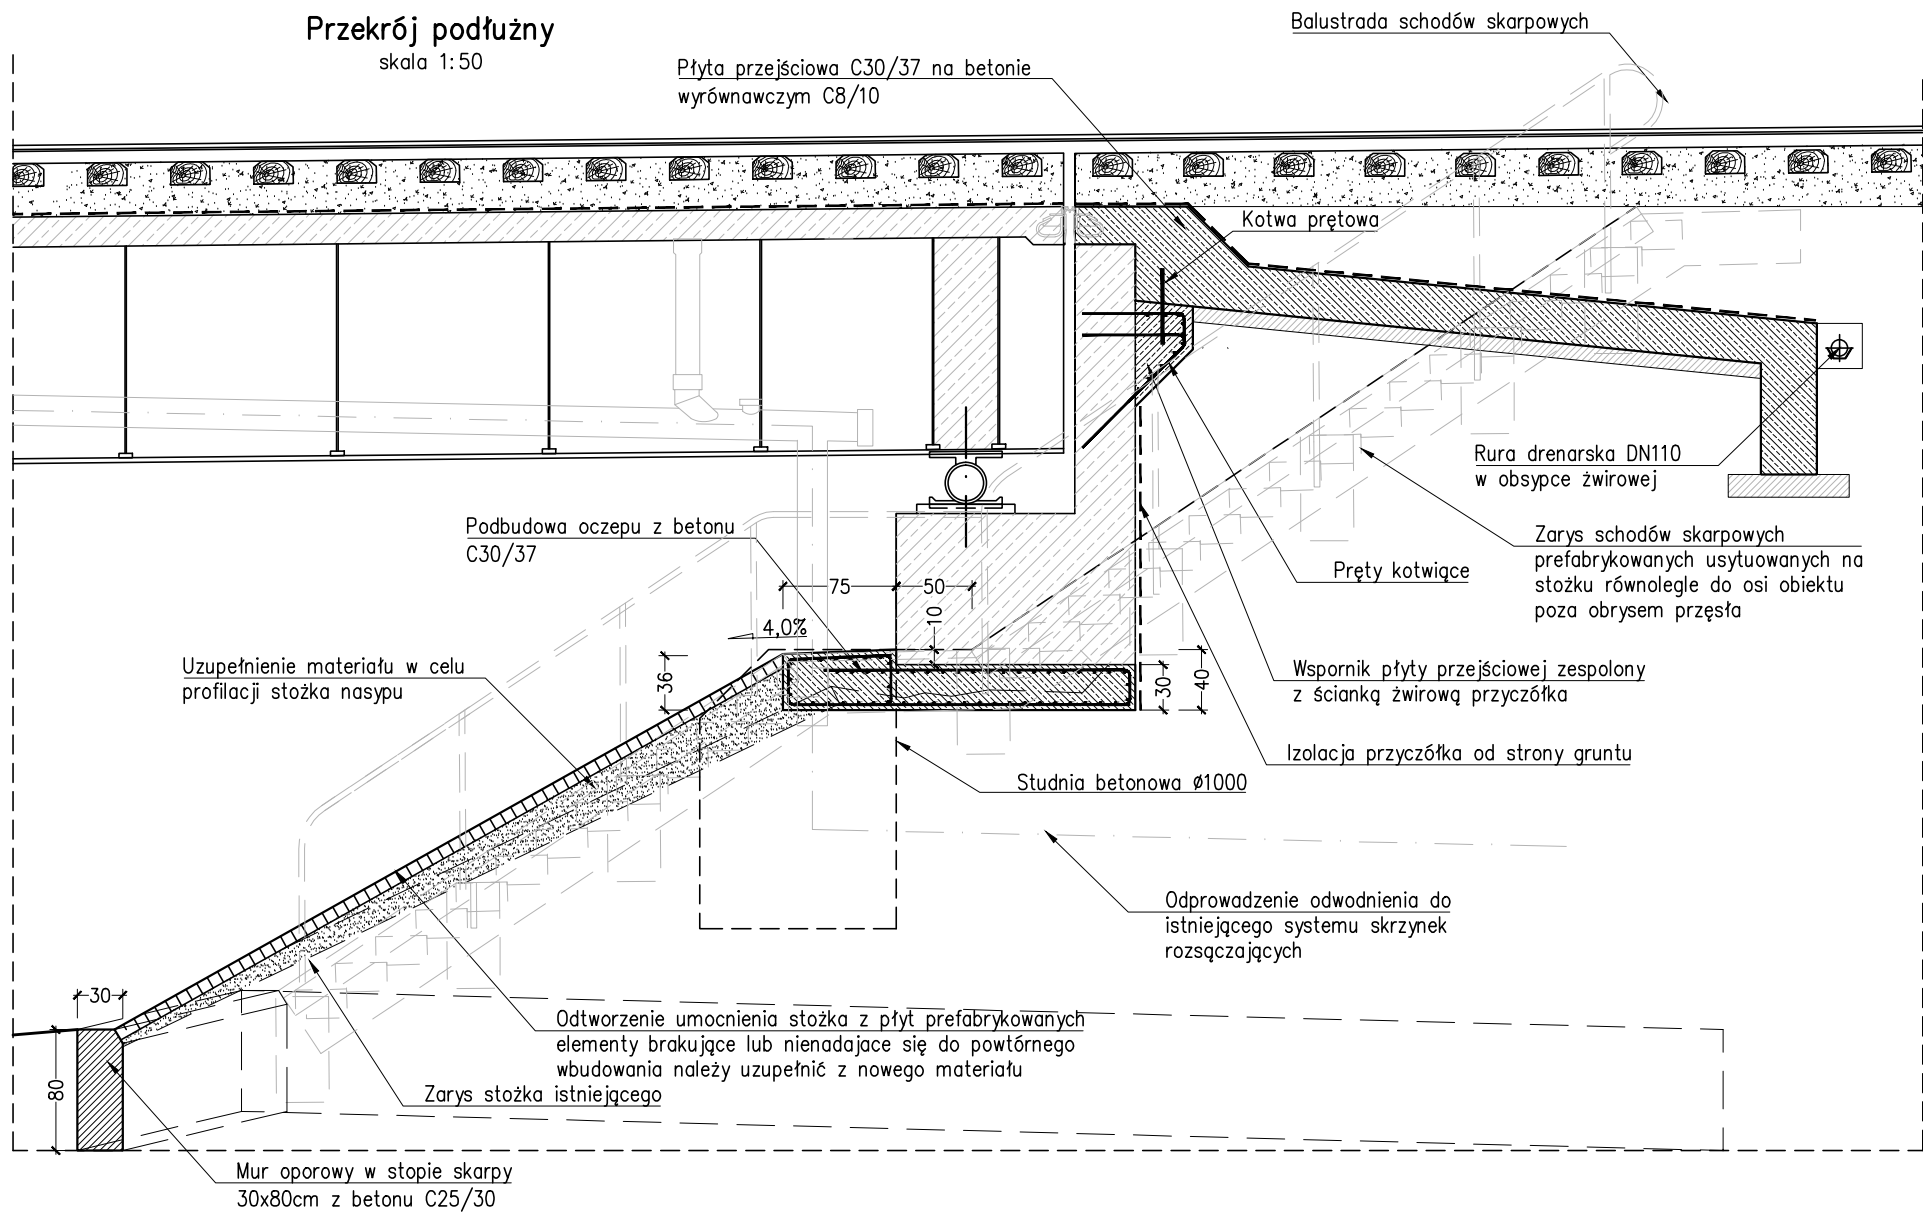 Przekrój podłużny
skala 1:50
Balustrada schodów skarpowych
Płyta przejściowa C30/37 na betonie
wyrównawczym C8/10
Kotwa prętowa
Rura drenarska DN110
w obsypce żwirowej
Podbudowa oczepu z betonu
C30/37
Zarys schodów skarpowych
prefabrykowanych usytuowanych na
stożku równolegle do osi obiektu
poza obrysem przęsła
Pręty kotwiące
75
50
10
4,0%
36
30
40
Uzupełnienie materiału w celu
profilacji stożka nasypu
Wspornik płyty przejściowej zespolony
z ścianką żwirową przyczółka
Izolacja przyczółka od strony gruntu
Studnia betonowa ø1000
Odprowadzenie odwodnienia do
istniejącego systemu skrzynek
rozsączających
30
80
Odtworzenie umocnienia stożka z płyt prefabrykowanych
elementy brakujące lub nienadajace się do powtórnego
wbudowania należy uzupełnić z nowego materiału
Zarys stożka istniejącego
Mur oporowy w stopie skarpy
30x80cm z betonu C25/30